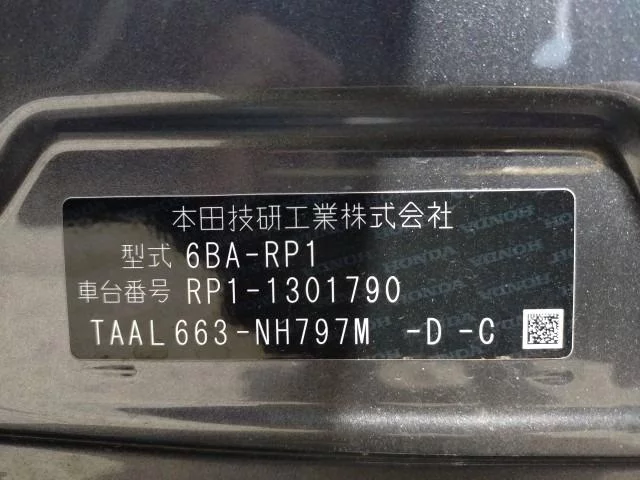 本田技研工業株式会社
型式 6BA-RP1
車台番号 RP1-1301790
TAAL663-NH797M -D -C